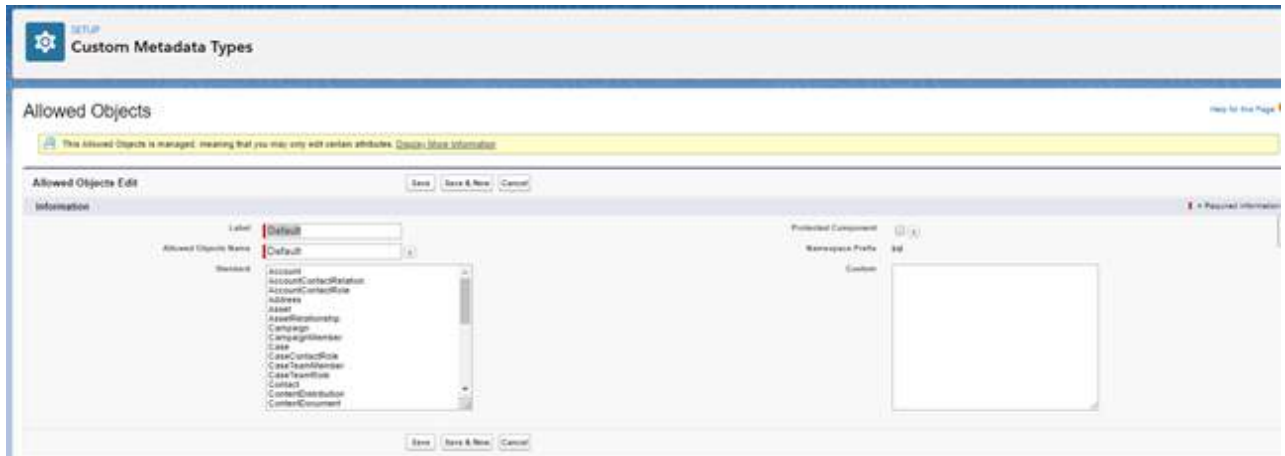 SETUP
Custom Metadata Types
Allowed Objects
Help for this Page
This Allowed Objects is managed, meaning that you may only edit certain attributes. Display More Information
Allowed Objects Edit
Save Save & New Cancel
Information
= Required Information
Label Default
Protected Component
Allowed Objects Name Default
Namespace Prefix
Standard
Custom
Account
AccountContactRelation
AccountContactRole
Address
Asset
AssetRelationship
Campaign
CampaignMember
Case
CaseContactRole
CaseTeamMember
CaseTeamRole
Contact
ContentDistribution
ContentDocument
Save Save & New Cancel